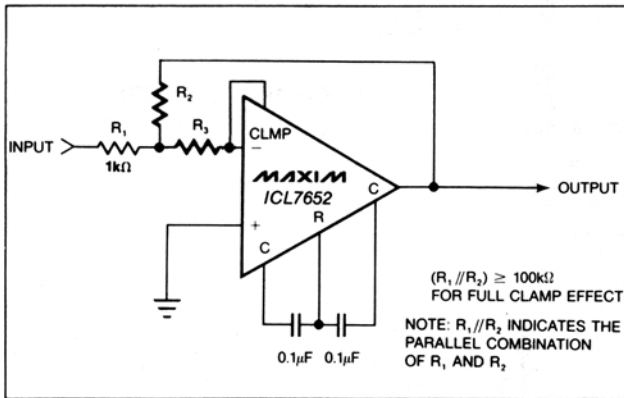 R₂
R₁
R₃
INPUT
1kΩ
CLMP
−
MAXIM
ICL7652
C
R
+
C
OUTPUT
0.1μF 0.1μF
(R₁//R₂) ≥ 100kΩ
FOR FULL CLAMP EFFECT
NOTE: R₁//R₂ INDICATES THE
PARALLEL COMBINATION
OF R₁ AND R₂